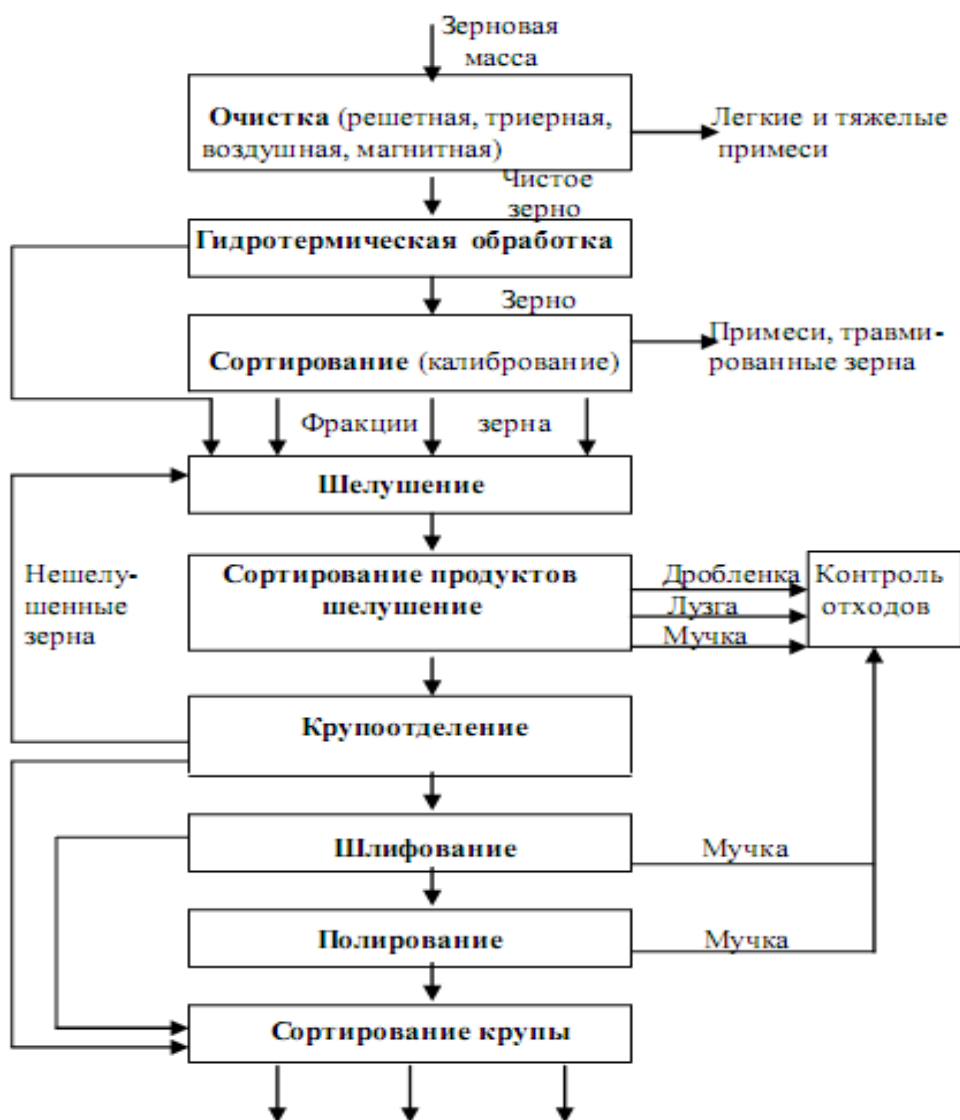 Зерновая
масса
Очистка (решетная, триерная,
воздушная, магнитная)
Легкие и тяжелые
примеси
Чистое
зерно
Гидротермическая обработка
Зерно
Сортирование (калибрование)
Примеси, травми-
рованные зерна
Фракции зерна
Шелушение
Нешелу-
шенные
зерна
Сортирование продуктов
шелушение
Дробленка
Лузга
Мучка
Контроль
отходов
Крупоотделение
Шлифование
Мучка
Полирование
Мучка
Сортирование крупы